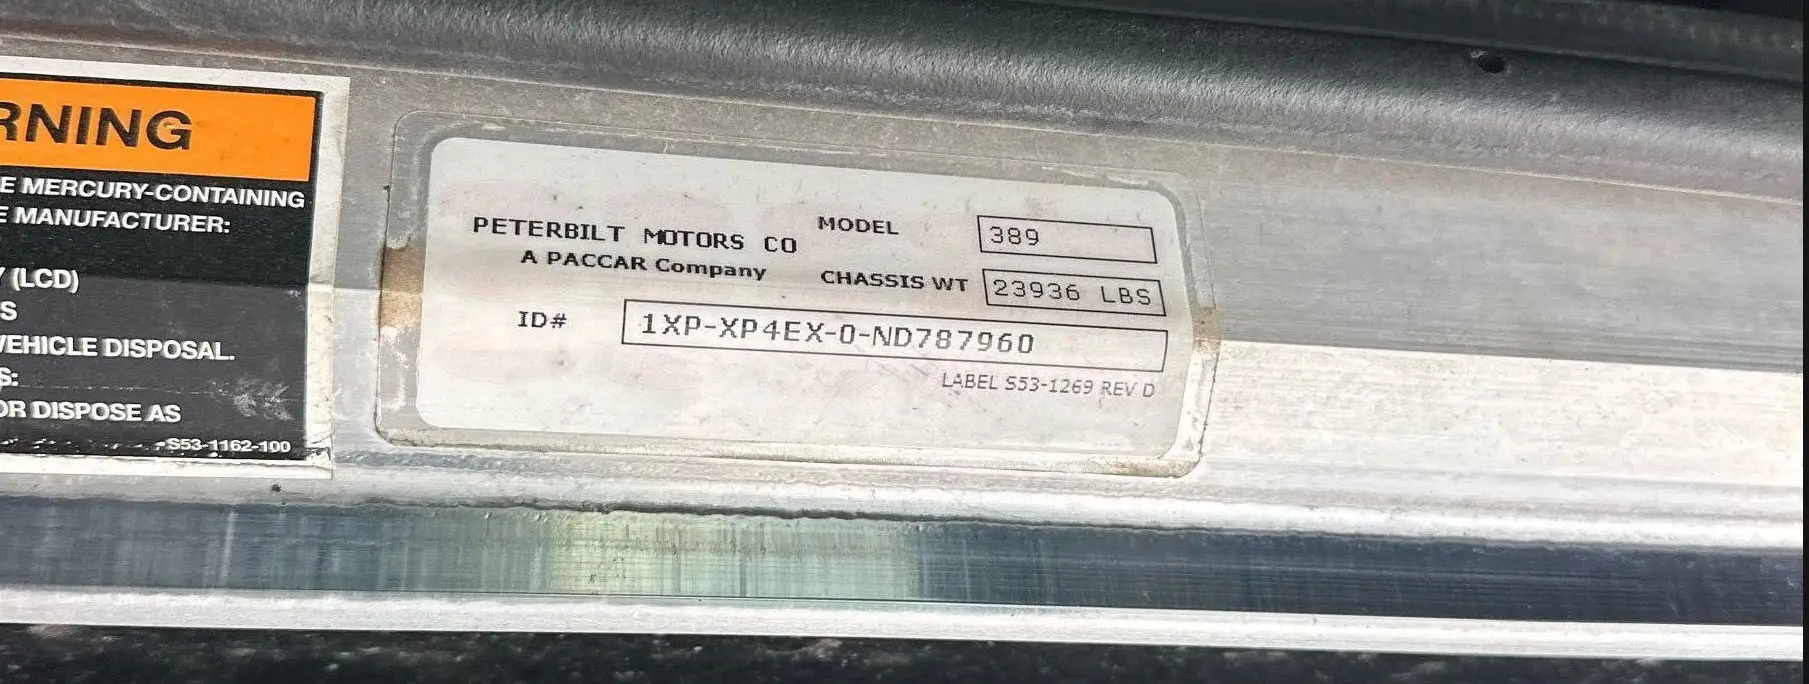 RNING
E MERCURY-CONTAINING
E MANUFACTURER:
(LCD)
S
VEHICLE DISPOSAL.
S:
OR DISPOSE AS
S53-1162-100
PETERBILT MOTORS CO
A PACCAR Company
MODEL 389
CHASSIS WT 23936 LBS
ID# 1XP-XP4EX-0-ND787960
LABEL S53-1269 REV D